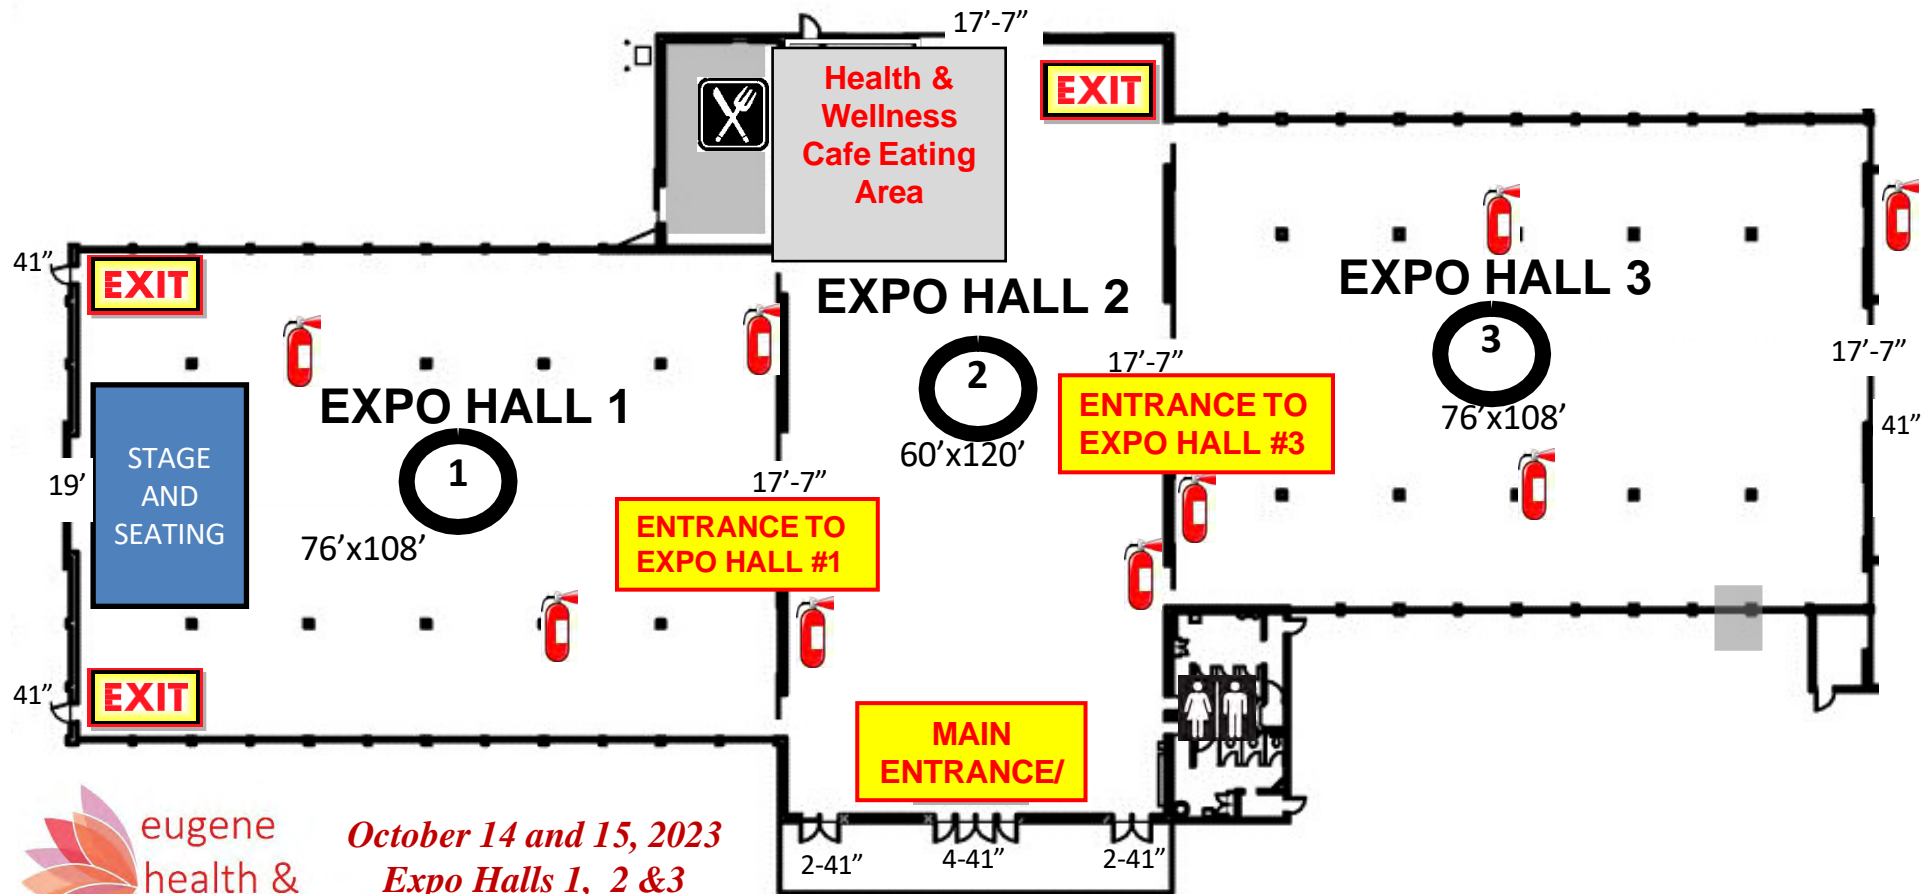 17’-7”
Health &
Wellness
Cafe Eating
Area
EXIT
41”
EXIT
EXPO HALL 2
2
60’x120’
EXPO HALL 3
3
76’x108’
17’-7”
41”
17’-7”
ENTRANCE TO
EXPO HALL #3
EXPO HALL 1
1
76’x108’
STAGE
AND
SEATING
19’
17’-7”
ENTRANCE TO
EXPO HALL #1
41”
EXIT
MAIN
ENTRANCE/
2-41”
4-41”
2-41”
eugene
health &
October 14 and 15, 2023
Expo Halls 1, 2 &3